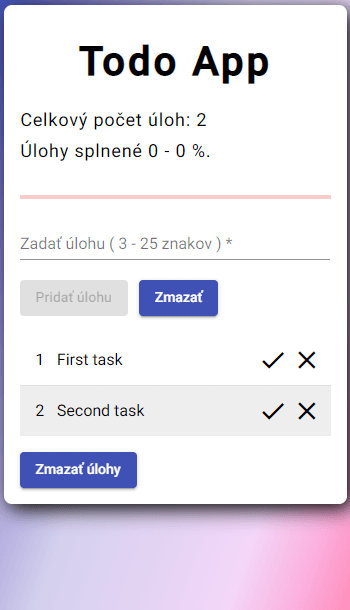 Todo App
Celkový počet úloh: 2
Úlohy splnené 0 - 0 %.
Zadať úlohu ( 3 - 25 znakov ) *
Pridať úlohu Zmazať
1 First task
2 Second task
Zmazať úlohy